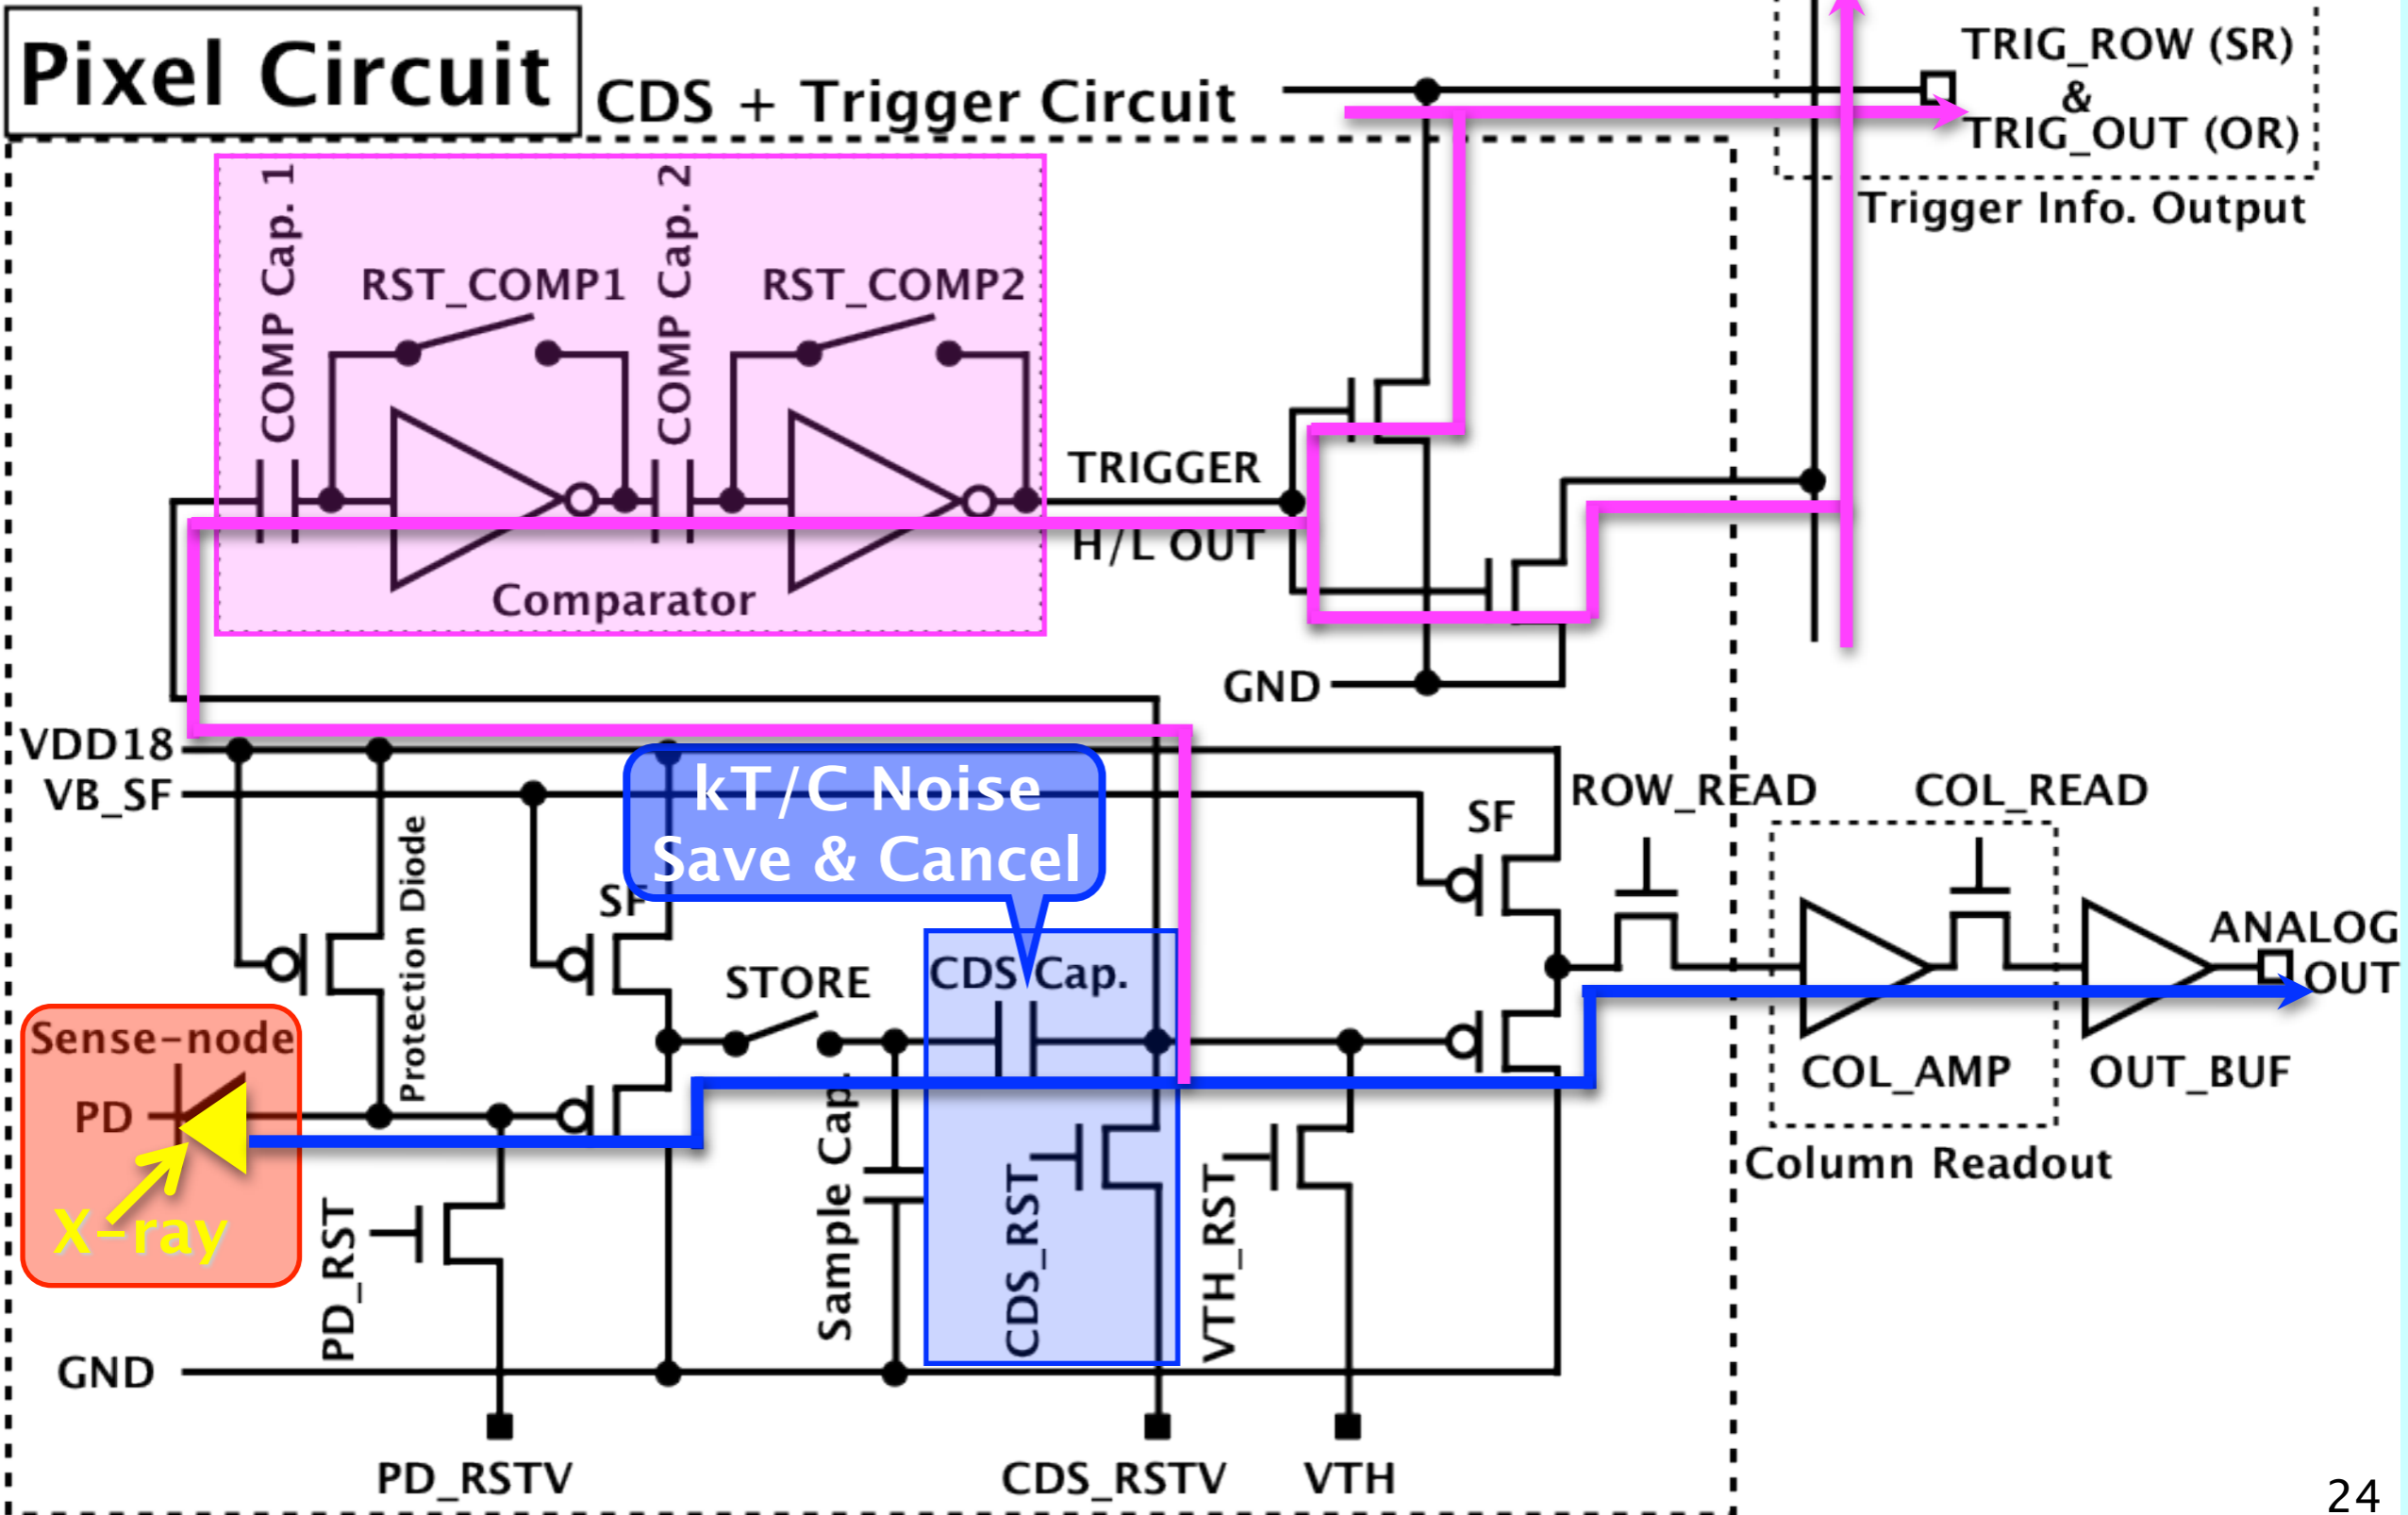 Pixel Circuit
CDS + Trigger Circuit
TRIG_ROW (SR)
&
TRIG_OUT (OR)
Trigger Info. Output
COMP Cap. 1
RST_COMP1
COMP Cap. 2
RST_COMP2
TRIGGER
H/L OUT
Comparator
GND
VDD18
VB_SF
kT/C Noise
Save & Cancel
Protection Diode
SF
SF
ROW_READ
COL_READ
STORE
CDS Cap.
ANALOG
OUT
Sense-node
PD
X-ray
COL_AMP
OUT_BUF
Column Readout
PD_RST
Sample Cap.
CDS_RST
VTH_RST
GND
PD_RSTV
CDS_RSTV
VTH
24